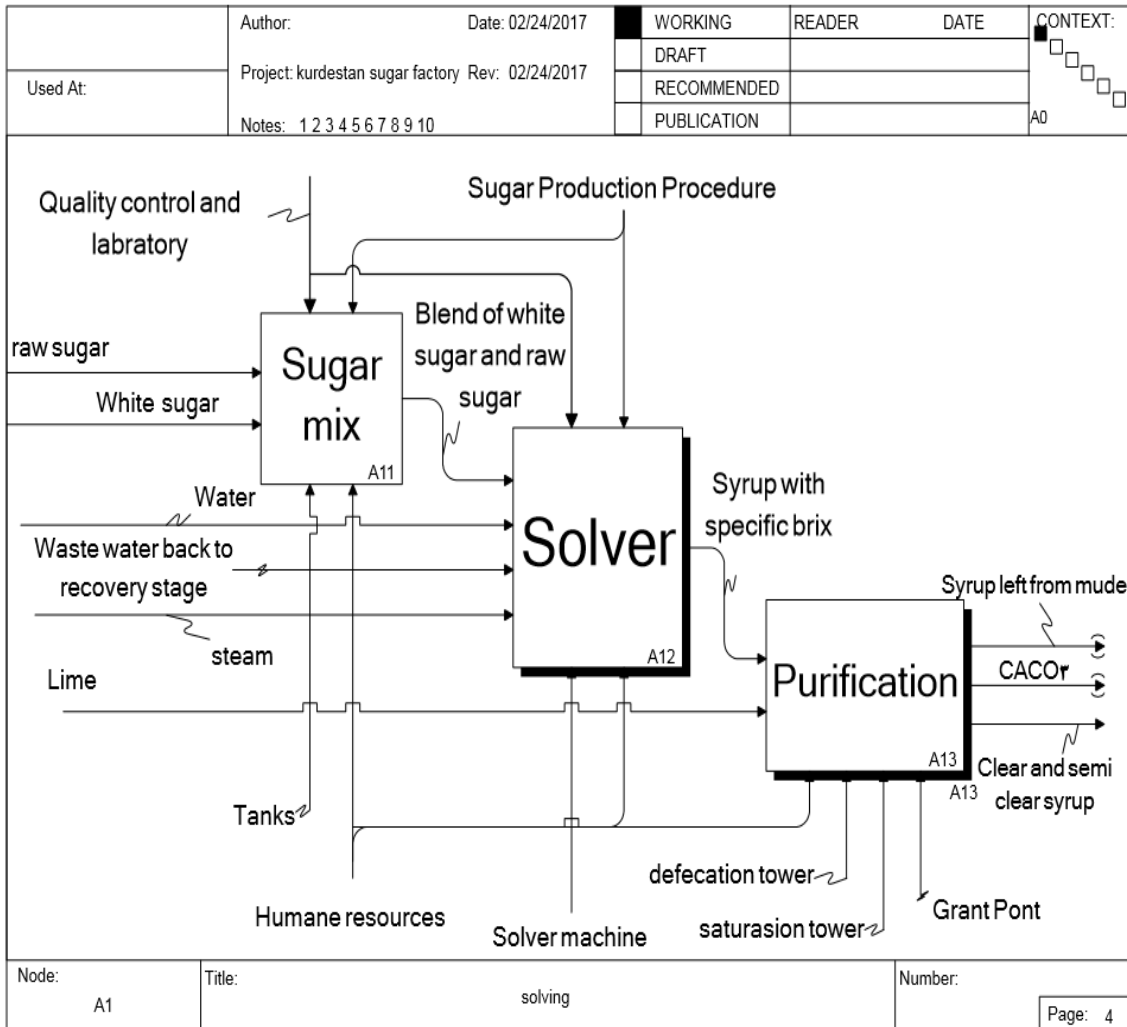 Used At:
Author:
Date: 02/24/2017
Project: kurdestan sugar factory
Rev: 02/24/2017
Notes: 1 2 3 4 5 6 7 8 9 10
WORKING
DRAFT
RECOMMENDED
PUBLICATION
READER
DATE
CONTEXT:
A0
Quality control and
labratory
Sugar Production Procedure
raw sugar
White sugar
Sugar
mix
A11
Blend of white
sugar and raw
sugar
Water
Waste water back to
recovery stage
steam
Solver
A12
Syrup with
specific brix
Lime
Purification
A13
A13
Syrup left from mude
CACO۳
Clear and semi
clear syrup
Tanks
Humane resources
Solver machine
defecation tower
saturasion tower
Grant Pont
Node:
A1
Title:
solving
Number:
Page: 4